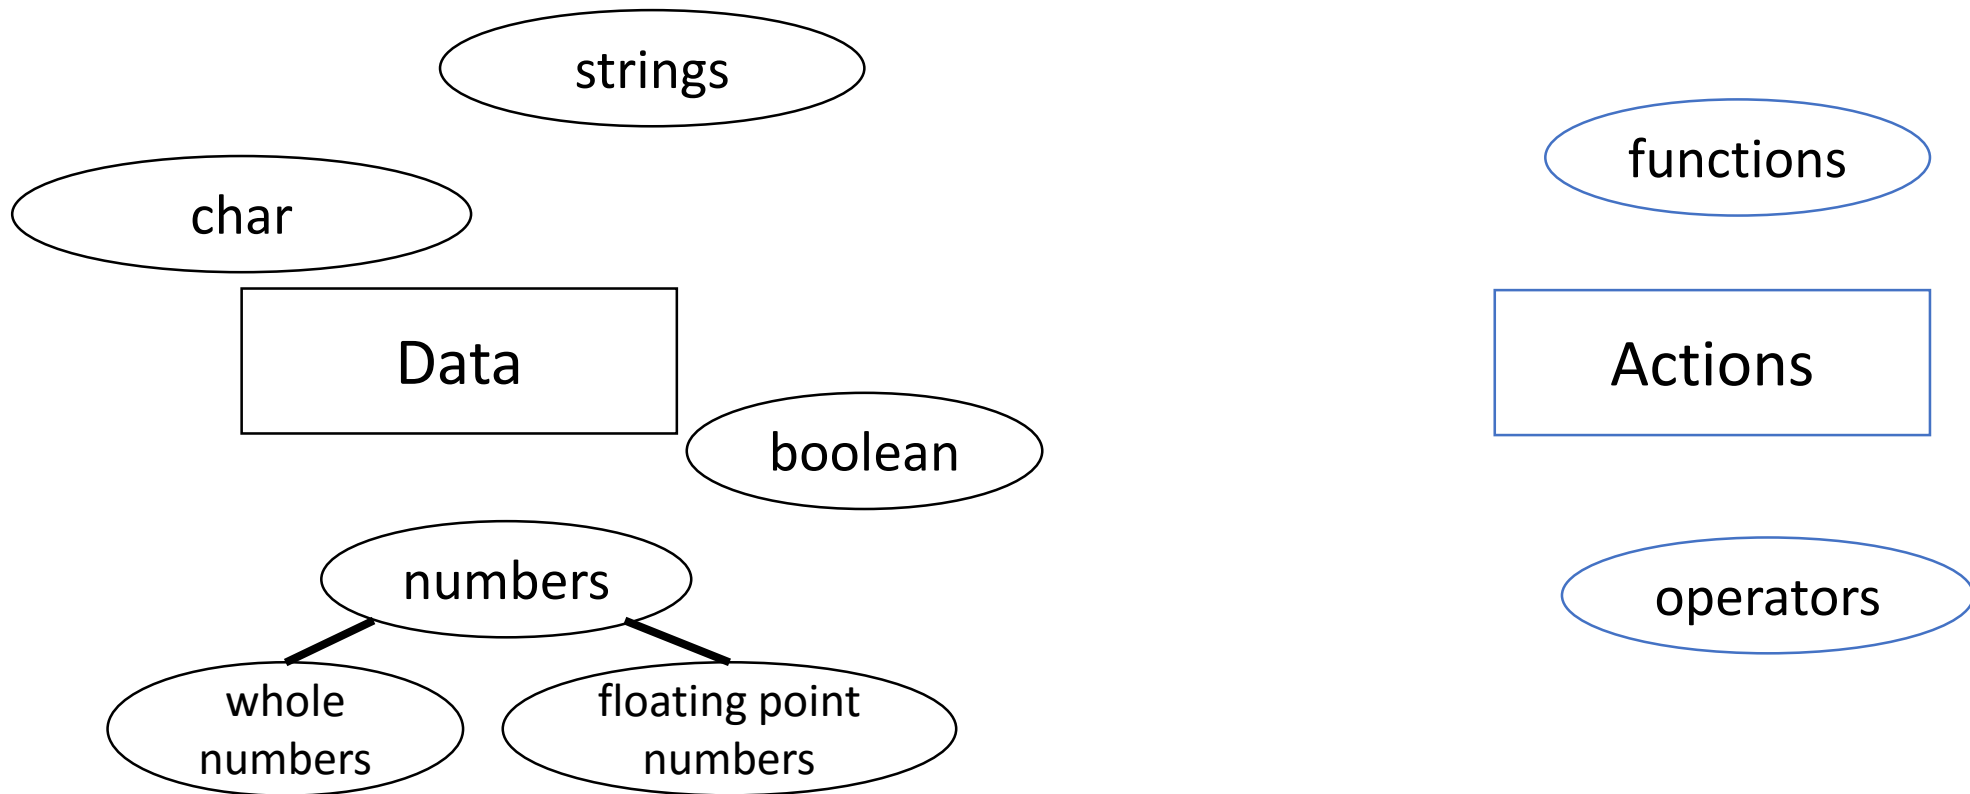 strings
char
Data
boolean
numbers
whole
numbers
floating point
numbers
functions
Actions
operators